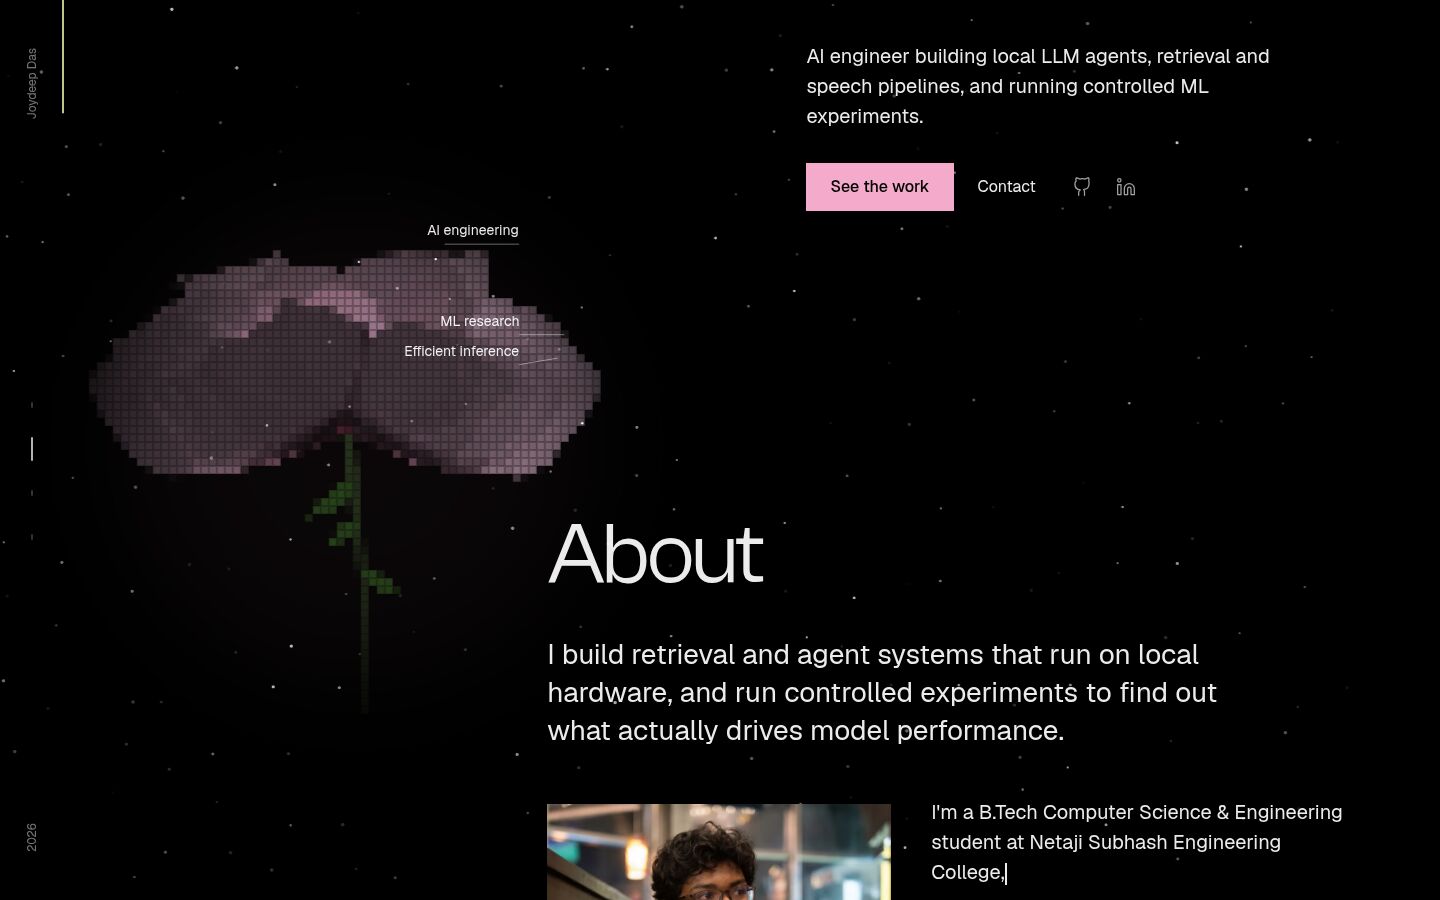 Joydeep Das
AI engineer building local LLM agents, retrieval and
speech pipelines, and running controlled ML
experiments.
See the work
Contact
AI engineering
ML research
Efficient inference
About
I build retrieval and agent systems that run on local
hardware, and run controlled experiments to find out
what actually drives model performance.
I'm a B.Tech Computer Science & Engineering
student at Netaji Subhash Engineering
College,
2026